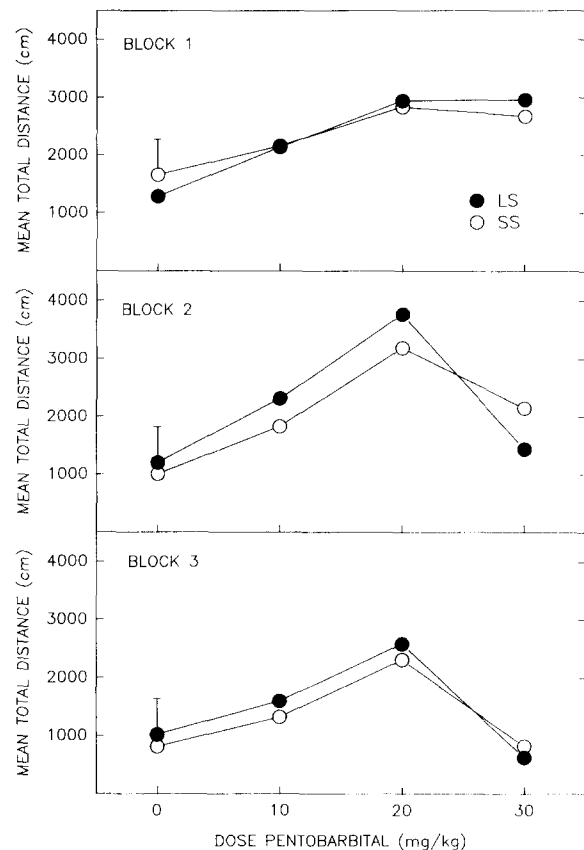 BLOCK 1
MEAN TOTAL DISTANCE (cm)
4000
3000
2000
1000
LS
SS
BLOCK 2
MEAN TOTAL DISTANCE (cm)
4000
3000
2000
1000
BLOCK 3
MEAN TOTAL DISTANCE (cm)
4000
3000
2000
1000
0 10 20 30
DOSE PENTOBARBITAL (mg/kg)